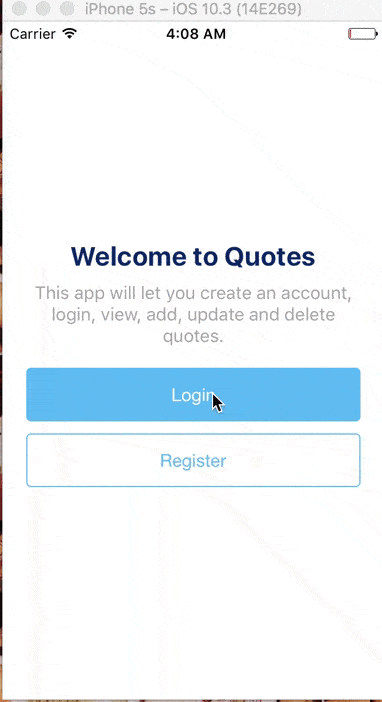 iPhone 5s – iOS 10.3 (14E269)
Carrier 4:08 AM
Welcome to Quotes
This app will let you create an account,
login, view, add, update and delete
quotes.
Login
Register